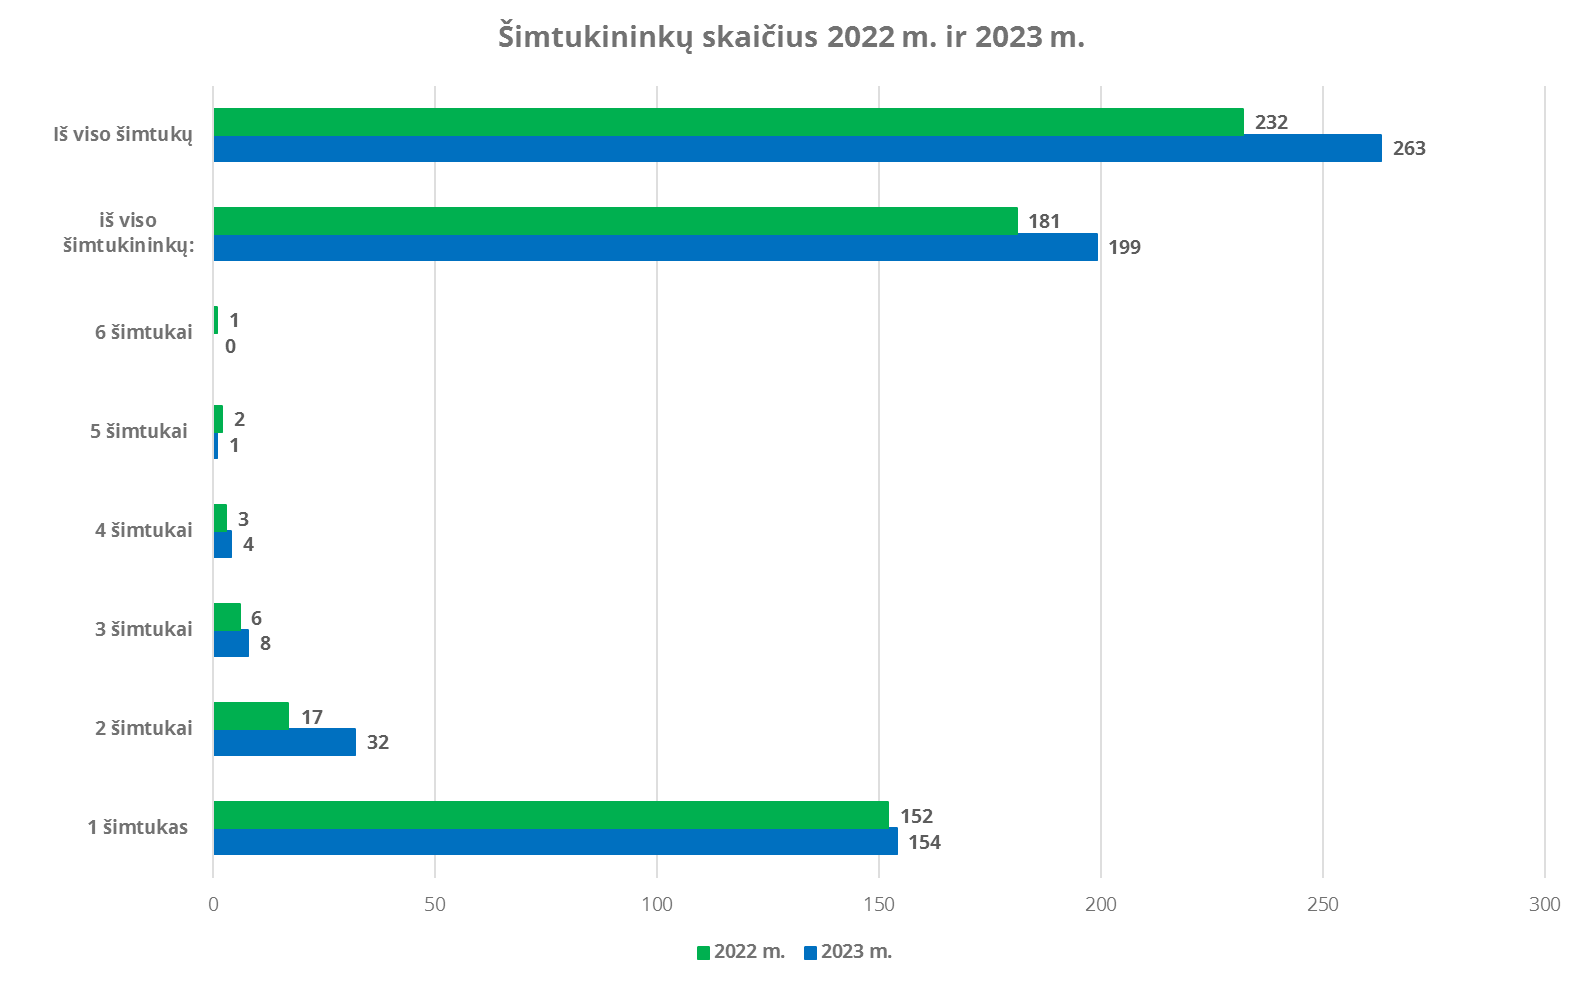 Šimtukininkų skaičius 2022 m. ir 2023 m.
Iš viso šimtukų
232
263
iš viso
šimtukininkų:
181
199
6 šimtukai
1
0
5 šimtukai
2
1
4 šimtukai
3
4
3 šimtukai
6
8
2 šimtukai
17
32
1 šimtukas
152
154
0 50 100 150 200 250 300
2022 m. 2023 m.